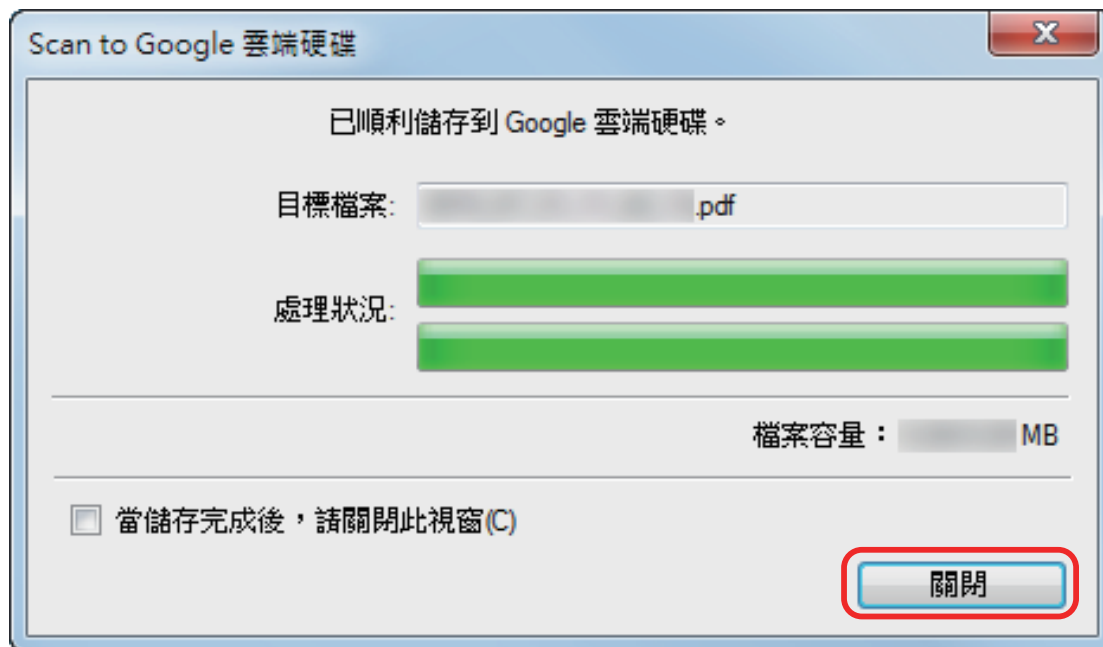 Scan to Google 雲端硬碟
已順利儲存到 Google 雲端硬碟。
目標檔案: .pdf
處理狀況:
檔案容量： MB
當儲存完成後，請關閉此視窗(C)
關閉